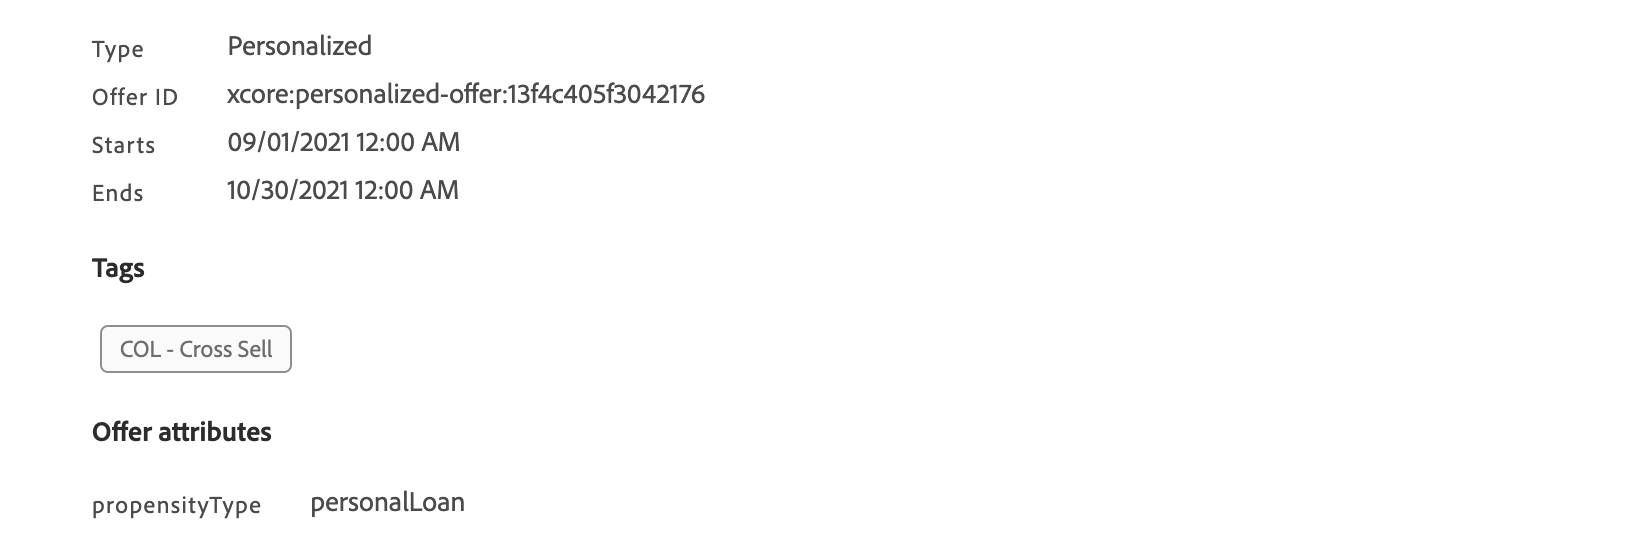 Type Personalized
Offer ID xcore:personalized-offer:13f4c405f3042176
Starts 09/01/2021 12:00 AM
Ends 10/30/2021 12:00 AM
Tags
COL - Cross Sell
Offer attributes
propensityType personalLoan